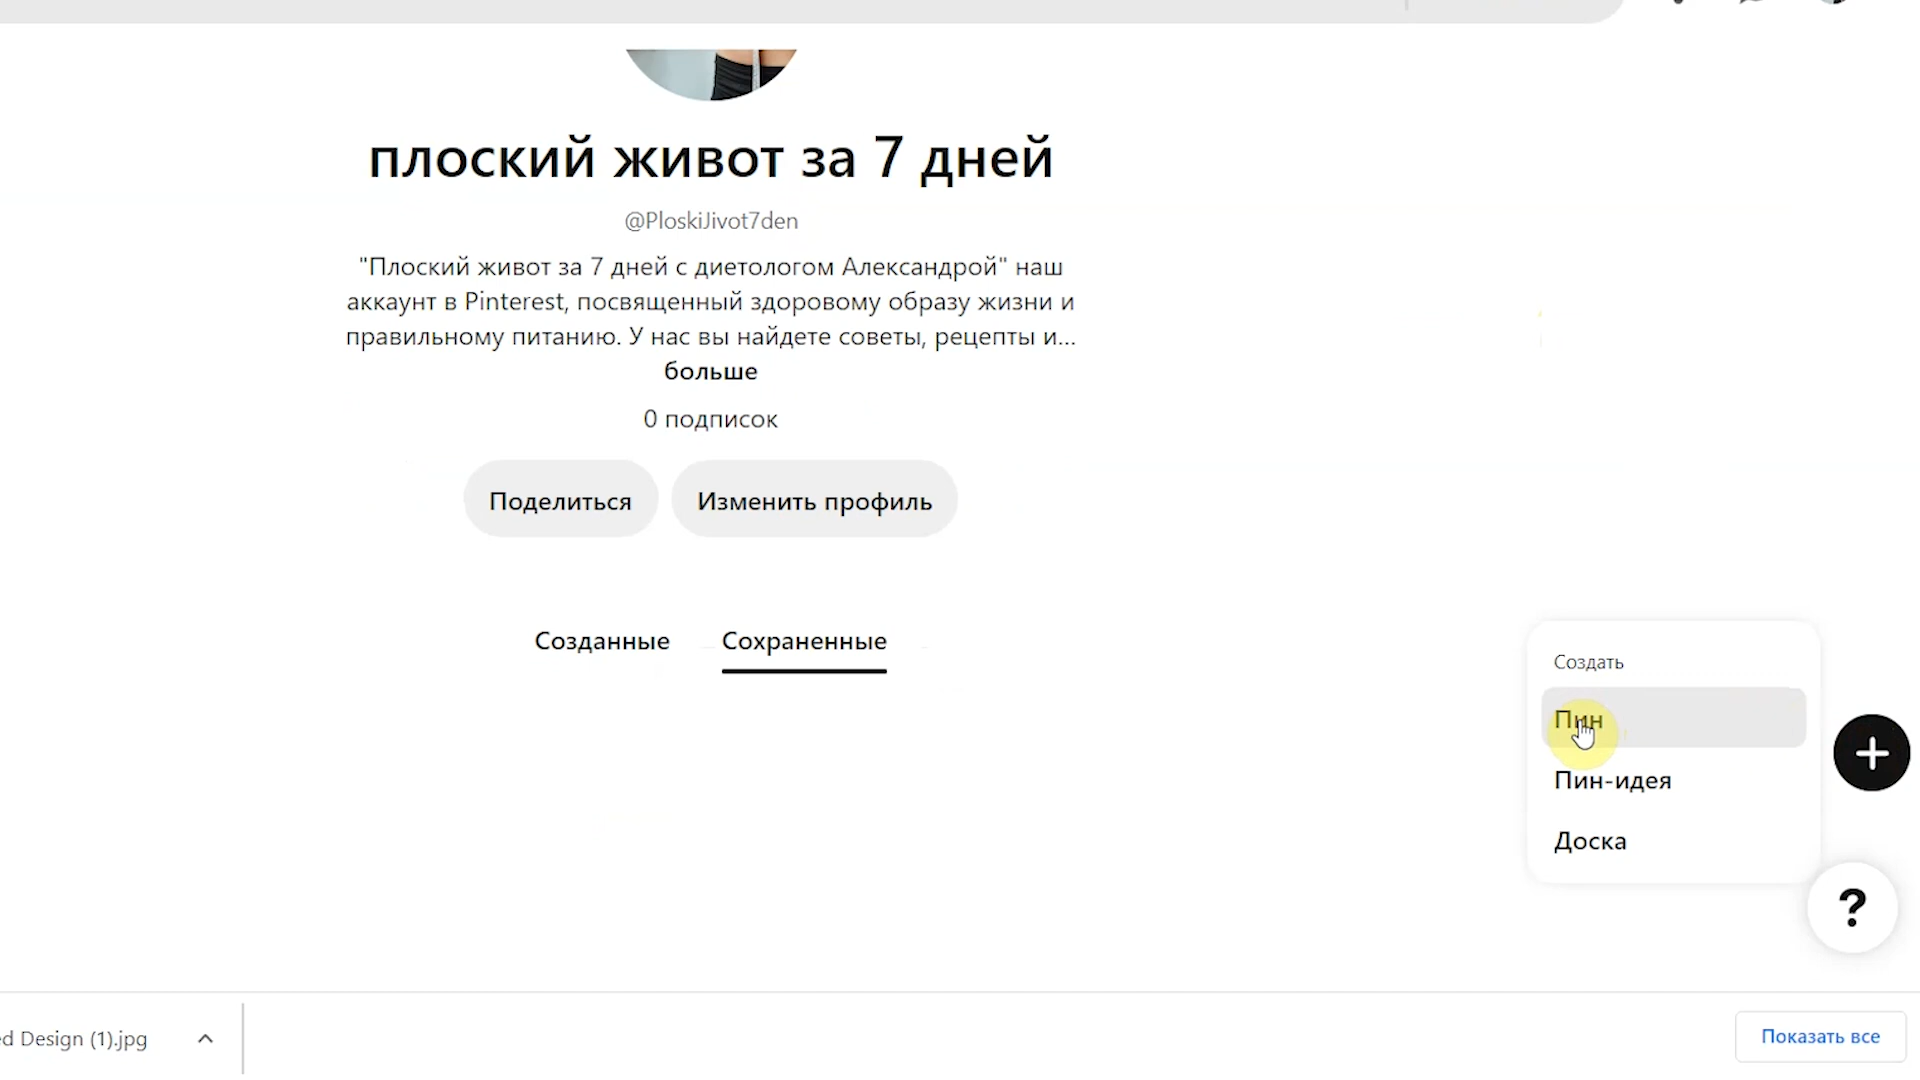 плоский живот за 7 дней
@PloskiJivot7den
"Плоский живот за 7 дней с диетологом Александрой" наш
аккаунт в Pinterest, посвященный здоровому образу жизни и
правильному питанию. У нас вы найдете советы, рецепты и...
больше
0 подписок
Поделиться
Изменить профиль
Созданные
Сохраненные
Создать
Пин
Пин-идея
Доска
?
ed Design (1).jpg
Показать все